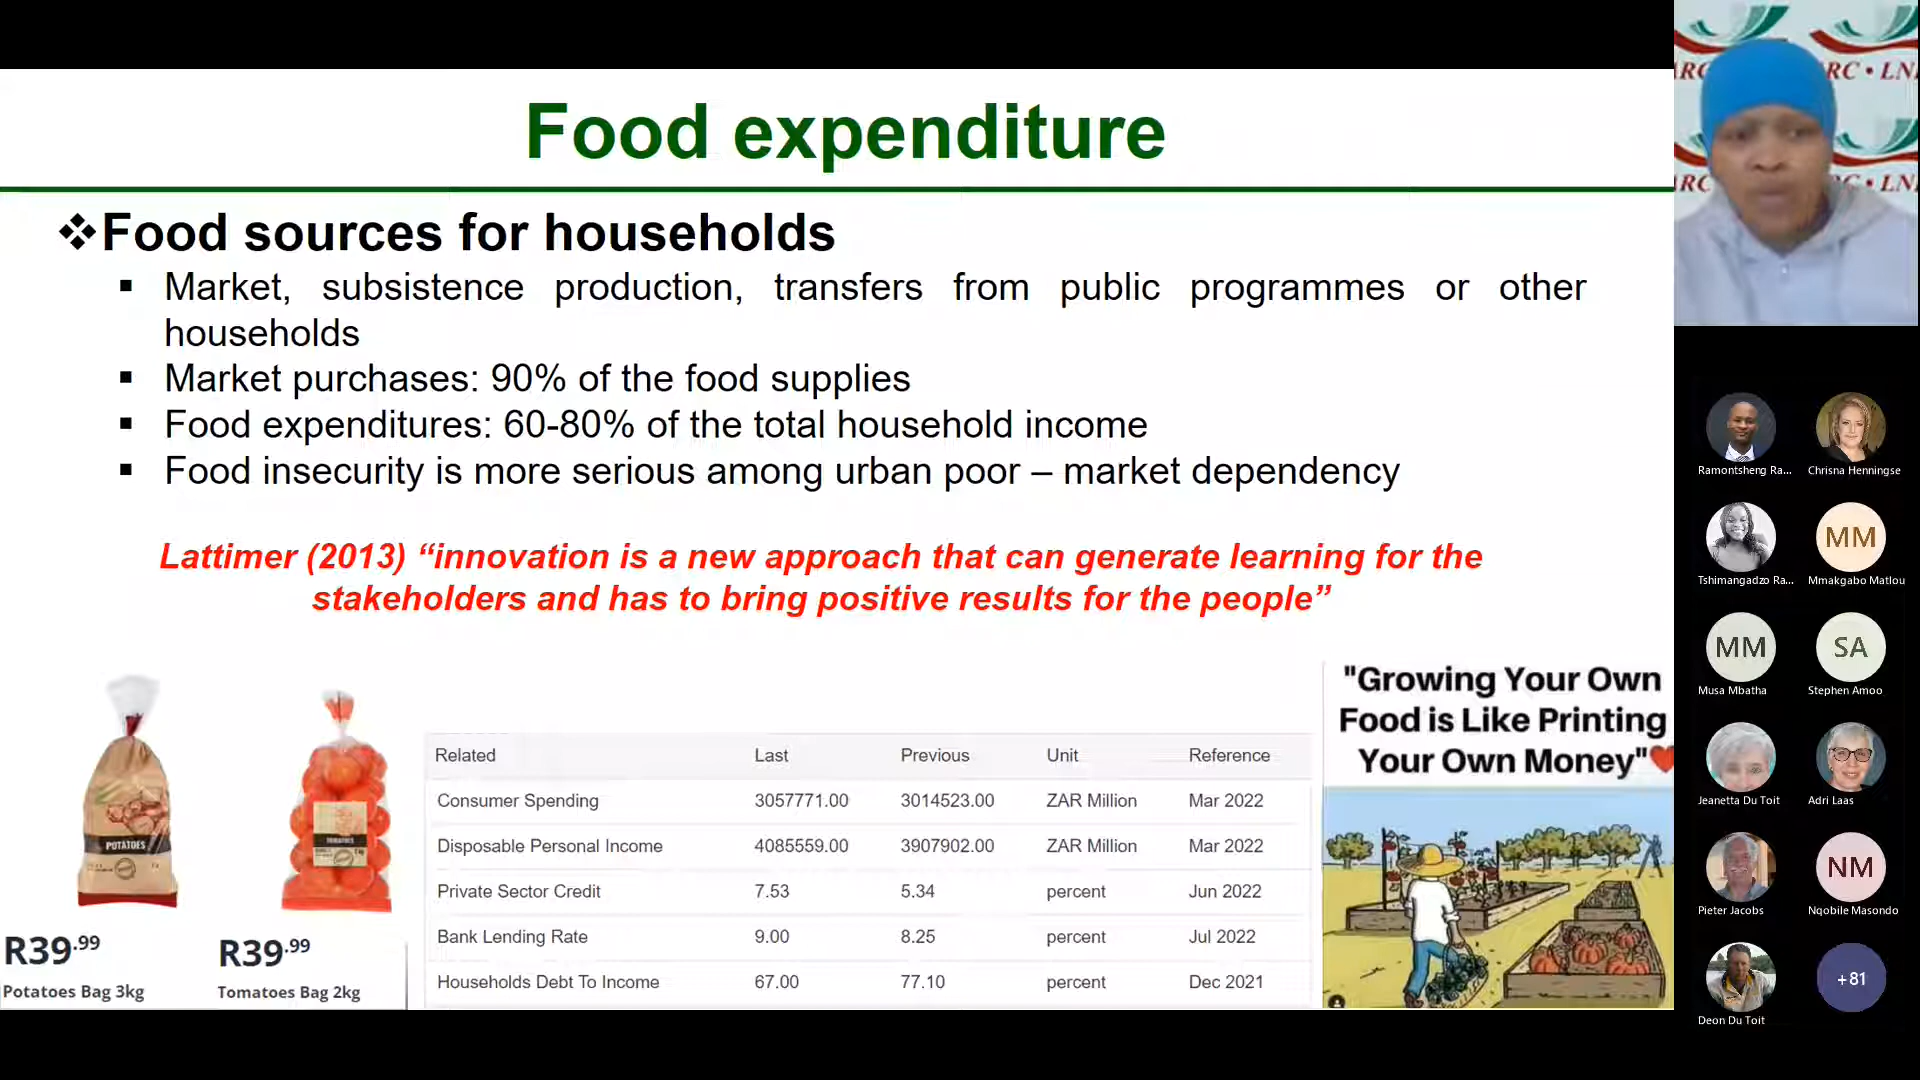 Food expenditure
❖Food sources for households
▪ Market, subsistence production, transfers from public programmes or other
households
▪ Market purchases: 90% of the food supplies
▪ Food expenditures: 60-80% of the total household income
▪ Food insecurity is more serious among urban poor – market dependency
Lattimer (2013) “innovation is a new approach that can generate learning for the
stakeholders and has to bring positive results for the people”
POTATOES
R39.99
Potatoes Bag 3kg
TOMATOES
R39.99
Tomatoes Bag 2kg
Related Last Previous Unit Reference
Consumer Spending 3057771.00 3014523.00 ZAR Million Mar 2022
Disposable Personal Income 4085559.00 3907902.00 ZAR Million Mar 2022
Private Sector Credit 7.53 5.34 percent Jun 2022
Bank Lending Rate 9.00 8.25 percent Jul 2022
Households Debt To Income 67.00 77.10 percent Dec 2021
"Growing Your Own
Food is Like Printing
Your Own Money"
RC • LN
Ramontsheng Ra...
Chrisna Henningse
Tshimangadzo Ra...
MM
Mmakgabo Matlou
MM
Musa Mbatha
SA
Stephen Amoo
Jeanetta Du Toit
Adri Laas
Pieter Jacobs
NM
Nqobile Masondo
Deon Du Toit
+81